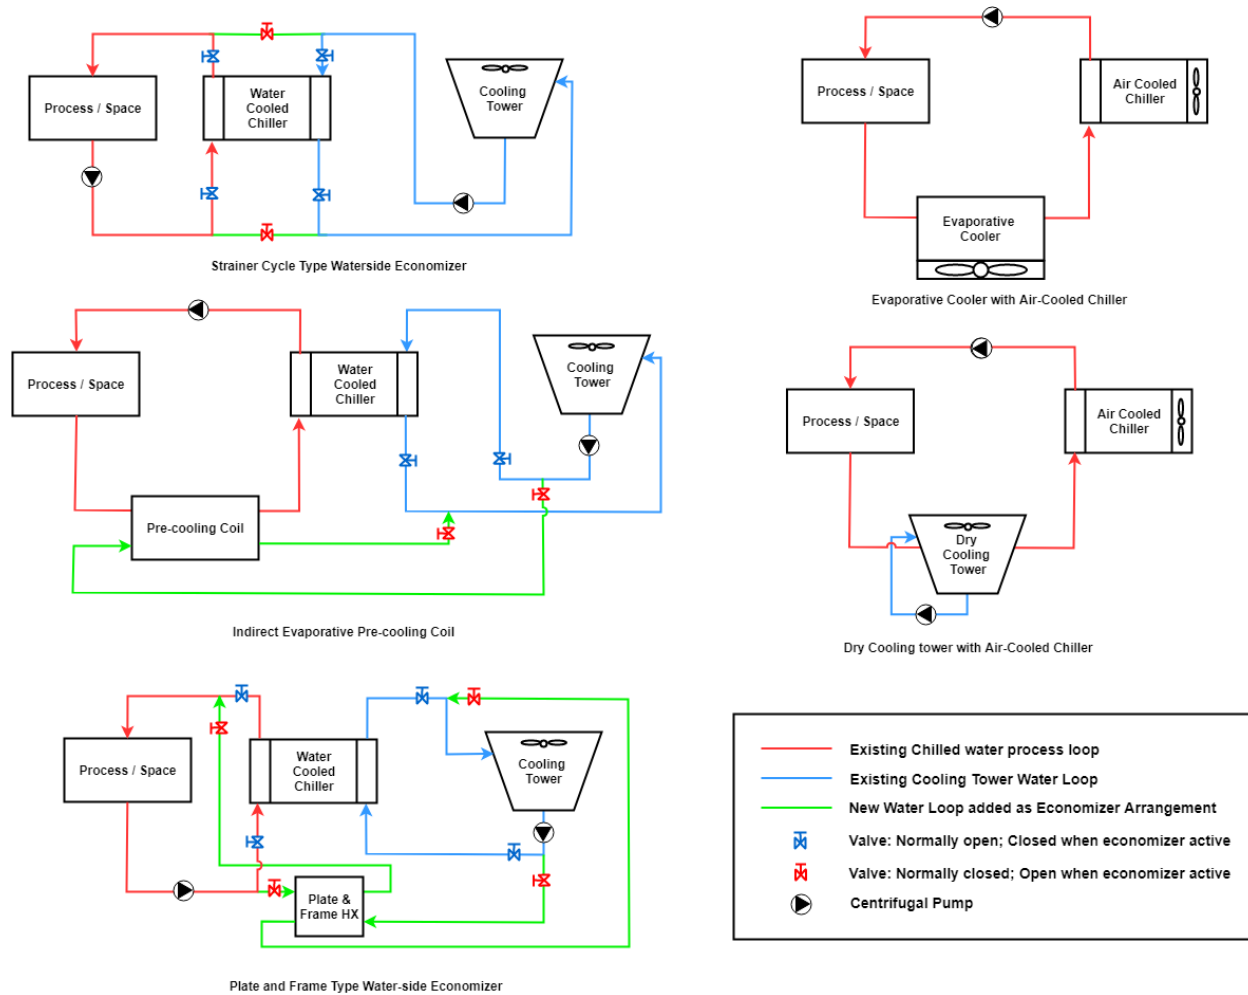 Process / Space
Water
Cooled
Chiller
Cooling
Tower
Strainer Cycle Type Waterside Economizer
Process / Space
Air Cooled
Chiller
Evaporative
Cooler
Evaporative Cooler with Air-Cooled Chiller
Process / Space
Water
Cooled
Chiller
Cooling
Tower
Pre-cooling Coil
Indirect Evaporative Pre-cooling Coil
Process / Space
Air Cooled
Chiller
Dry
Cooling
Tower
Dry Cooling tower with Air-Cooled Chiller
Process / Space
Water
Cooled
Chiller
Cooling
Tower
Plate &
Frame HX
Plate and Frame Type Water-side Economizer
Existing Chilled water process loop
Existing Cooling Tower Water Loop
New Water Loop added as Economizer Arrangement
Valve: Normally open; Closed when economizer active
Valve: Normally closed; Open when economizer active
Centrifugal Pump